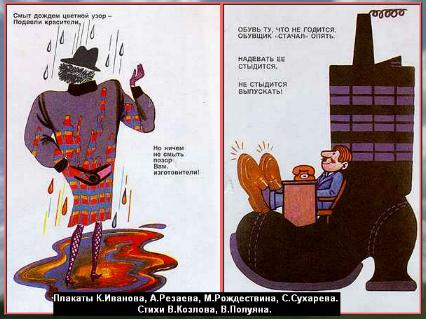 Смыт дождем цветной узор –
Подвели красители,
Но ничем
не смыть
позор
Вам,
изготовители!
ОБУВЬ ТУ, ЧТО НЕ ГОДИТСЯ,
ОБУВЩИК «СТАЧАЛ» ОПЯТЬ.
НАДЕВАТЬ ЕЕ
СТЫДИТСЯ,
НЕ СТЫДИТСЯ
ВЫПУСКАТЬ!
Плакаты К.Иванова, А.Резаева, М.Рождествина, С.Сухарева.
Стихи В.Козлова, В.Полуяна.